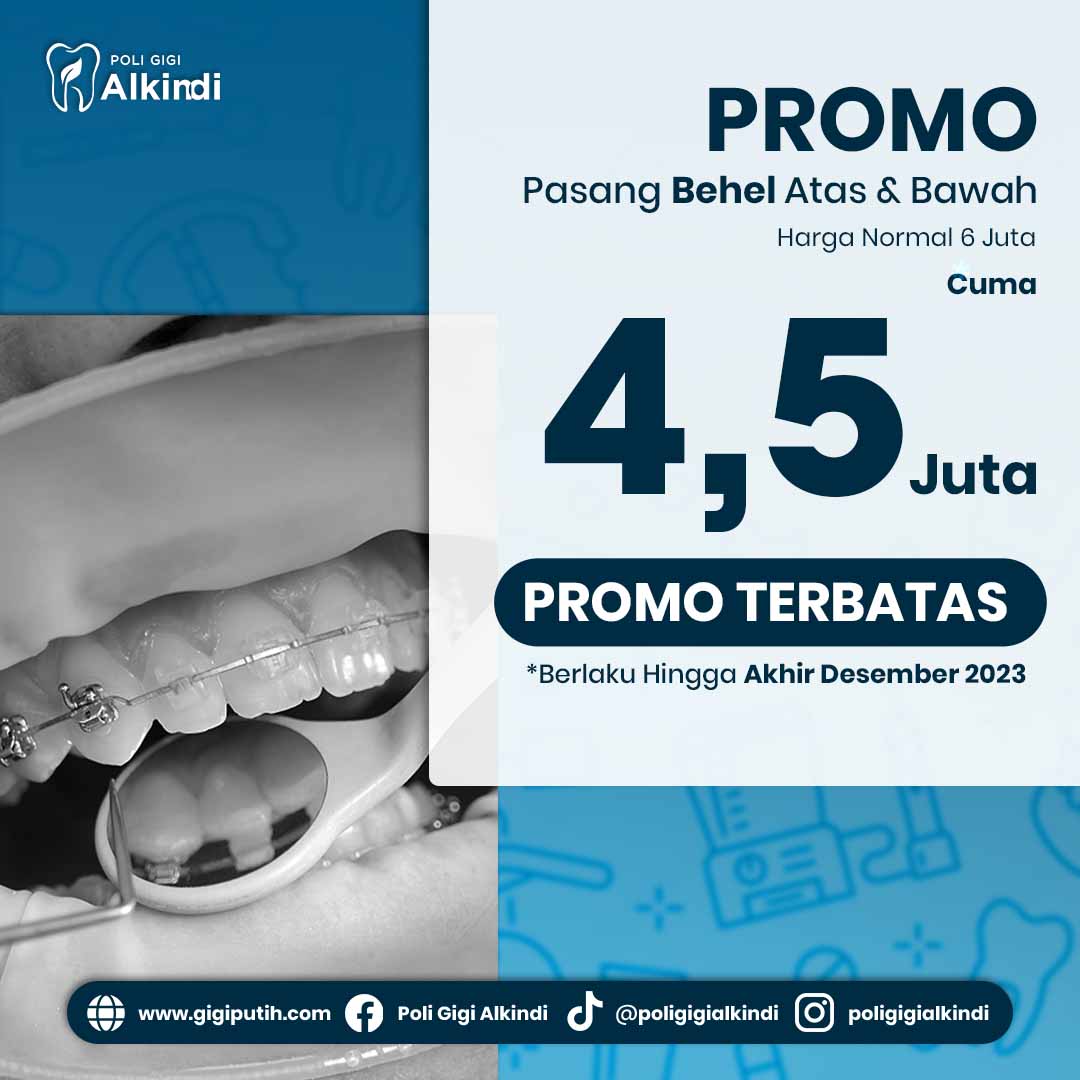 POLI GIGI
Alkindi
PROMO
Pasang Behel Atas & Bawah
Harga Normal 6 Juta
Cuma
4,5 Juta
PROMO TERBATAS
*Berlaku Hingga Akhir Desember 2023
www.gigiputih.com Poli Gigi Alkindi @poligigialkindi poligigialkindi